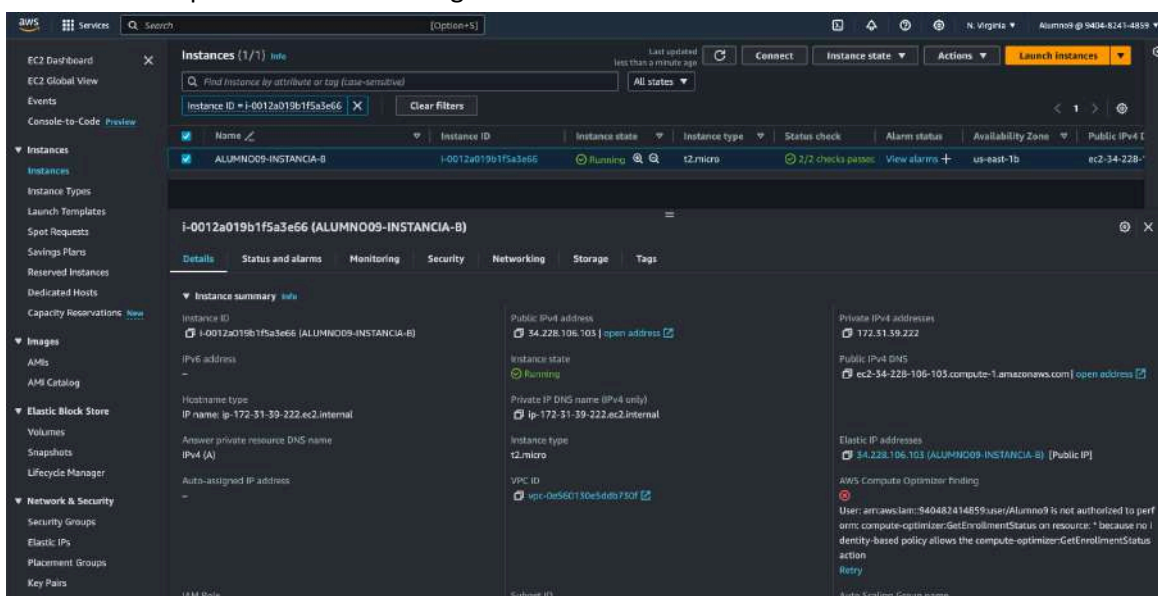 aws
Services
Search
[Option+S]
N. Virginia
Alumno9 @ 9404-8241-4859
EC2 Dashboard
EC2 Global View
Events
Console-to-Code Preview
Instances
Instances
Instance Types
Launch Templates
Spot Requests
Savings Plans
Reserved Instances
Dedicated Hosts
Capacity Reservations New
Images
AMIs
AMI Catalog
Elastic Block Store
Volumes
Snapshots
Lifecycle Manager
Network & Security
Security Groups
Elastic IPs
Placement Groups
Key Pairs
Instances (1/1) Info
Last updated
less than a minute ago
Connect
Instance state
Actions
Launch instances
Find Instance by attribute or tag (case-sensitive)
All states
Instance ID = i-0012a019b1f5a3e66
Clear filters
1
Name
Instance ID
Instance state
Instance type
Status check
Alarm status
Availability Zone
Public IPv4 D
ALUMNO09-INSTANCIA-B
i-0012a019b1f5a3e66
Running
t2.micro
2/2 checks passec
View alarms +
us-east-1b
ec2-34-228-
i-0012a019b1f5a3e66 (ALUMNO09-INSTANCIA-B)
Details
Status and alarms
Monitoring
Security
Networking
Storage
Tags
Instance summary Info
Instance ID
i-0012a019b1f5a3e66 (ALUMNO09-INSTANCIA-B)
Public IPv4 address
34.228.106.103 | open address
Private IPv4 addresses
172.31.39.222
IPv6 address
–
Instance state
Running
Public IPv4 DNS
ec2-34-228-106-103.compute-1.amazonaws.com | open address
Hostname type
IP name: ip-172-31-39-222.ec2.internal
Private IP DNS name (IPv4 only)
ip-172-31-39-222.ec2.internal
Answer private resource DNS name
IPv4 (A)
Instance type
t2.micro
Elastic IP addresses
34.228.106.103 (ALUMNO09-INSTANCIA-B) [Public IP]
Auto-assigned IP address
–
VPC ID
vpc-0e560130e5ddb730f
AWS Compute Optimizer finding
User: arn:aws:iam::940482414859:user/Alumno9 is not authorized to perf
orm: compute-optimizer:GetEnrollmentStatus on resource: * because no i
dentity-based policy allows the compute-optimizer:GetEnrollmentStatus
action
Retry
IAM Role
Subnet ID
Auto Scaling Group name